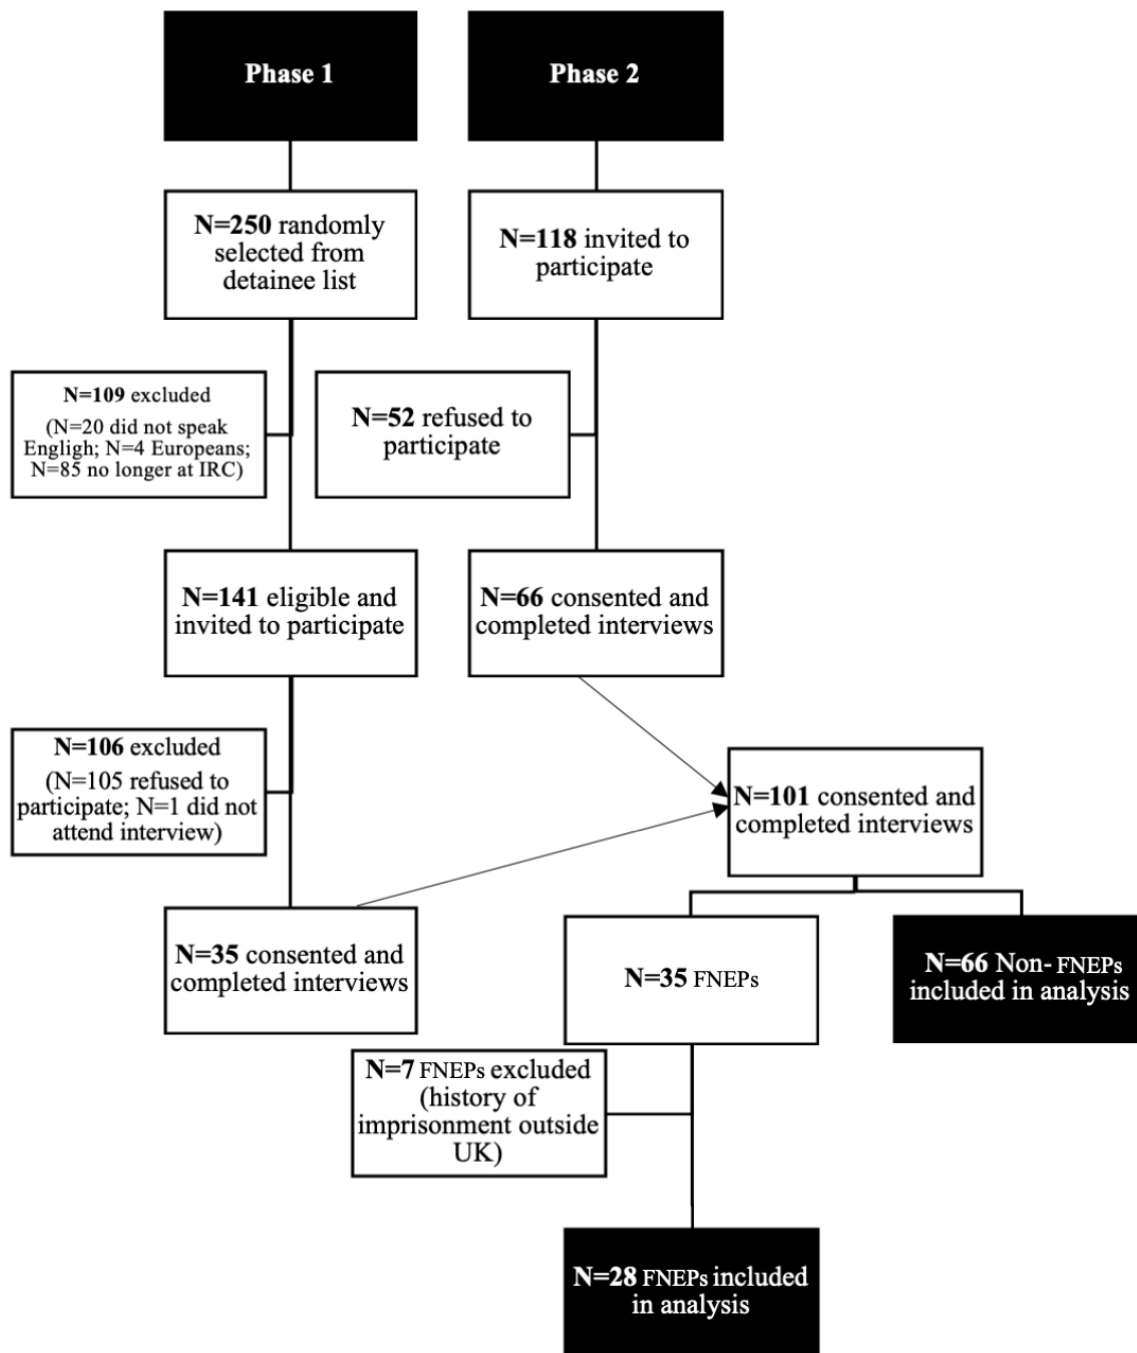 Phase 1
Phase 2
N=250 randomly
selected from
detainee list
N=118 invited to
participate
N=109 excluded
(N=20 did not speak
Engligh; N=4 Europeans;
N=85 no longer at IRC)
N=52 refused to
participate
N=141 eligible and
invited to participate
N=66 consented and
completed interviews
N=106 excluded
(N=105 refused to
participate; N=1 did not
attend interview)
N=101 consented and
completed interviews
N=35 consented and
completed interviews
N=35 FNEPs
N=66 Non- FNEPs
included in analysis
N=7 FNEPs excluded
(history of
imprisonment outside
UK)
N=28 FNEPs included
in analysis